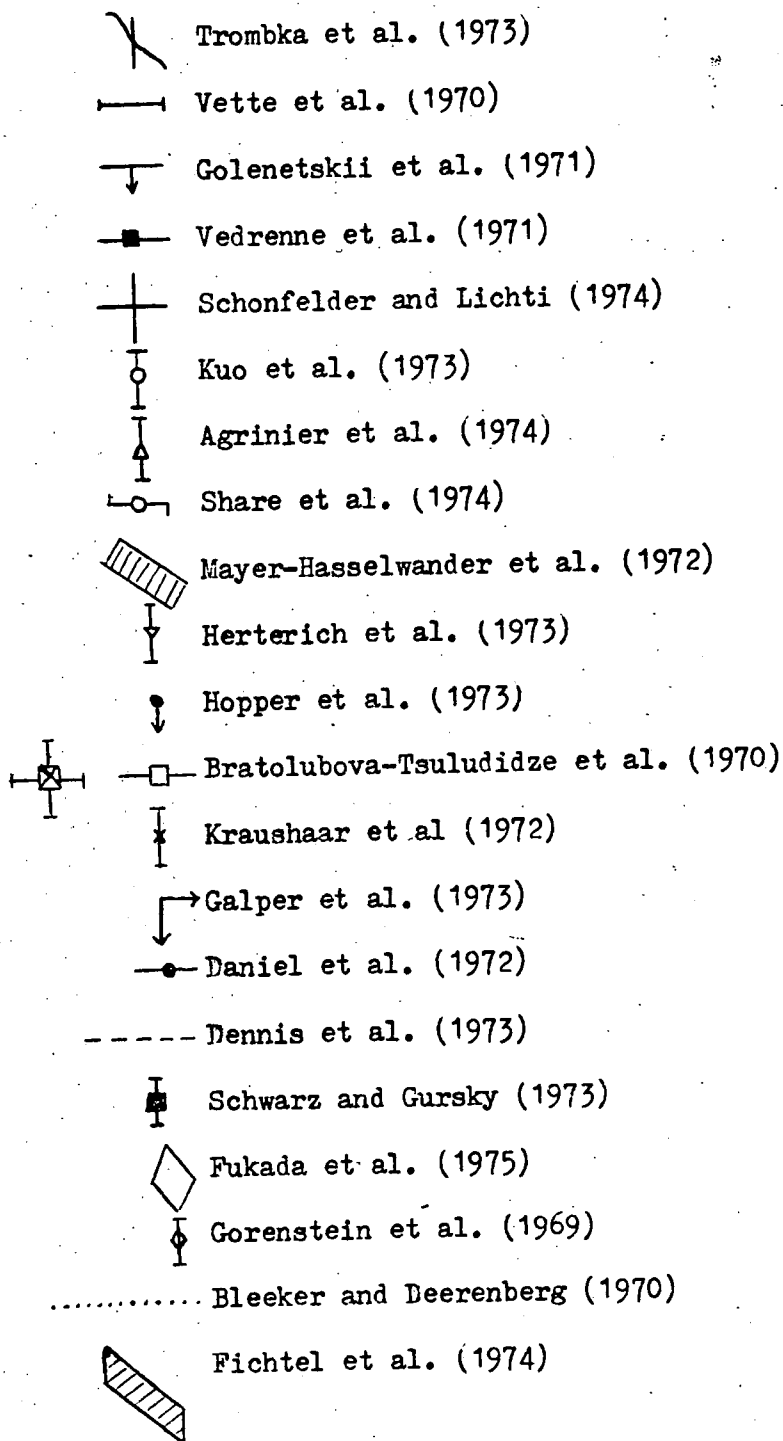 Trombka et al. (1973)
Vette et al. (1970)
Golenetskii et al. (1971)
Vedrenne et al. (1971)
Schonfelder and Lichti (1974)
Kuo et al. (1973)
Agrinier et al. (1974)
Share et al. (1974)
Mayer-Hasselwander et al. (1972)
Herterich et al. (1973)
Hopper et al. (1973)
Bratolubova-Tsuludidze et al. (1970)
Kraushaar et al (1972)
Galper et al. (1973)
Daniel et al. (1972)
Dennis et al. (1973)
Schwarz and Gursky (1973)
Fukada et al. (1975)
Gorenstein et al. (1969)
Bleeker and Deerenberg (1970)
Fichtel et al. (1974)